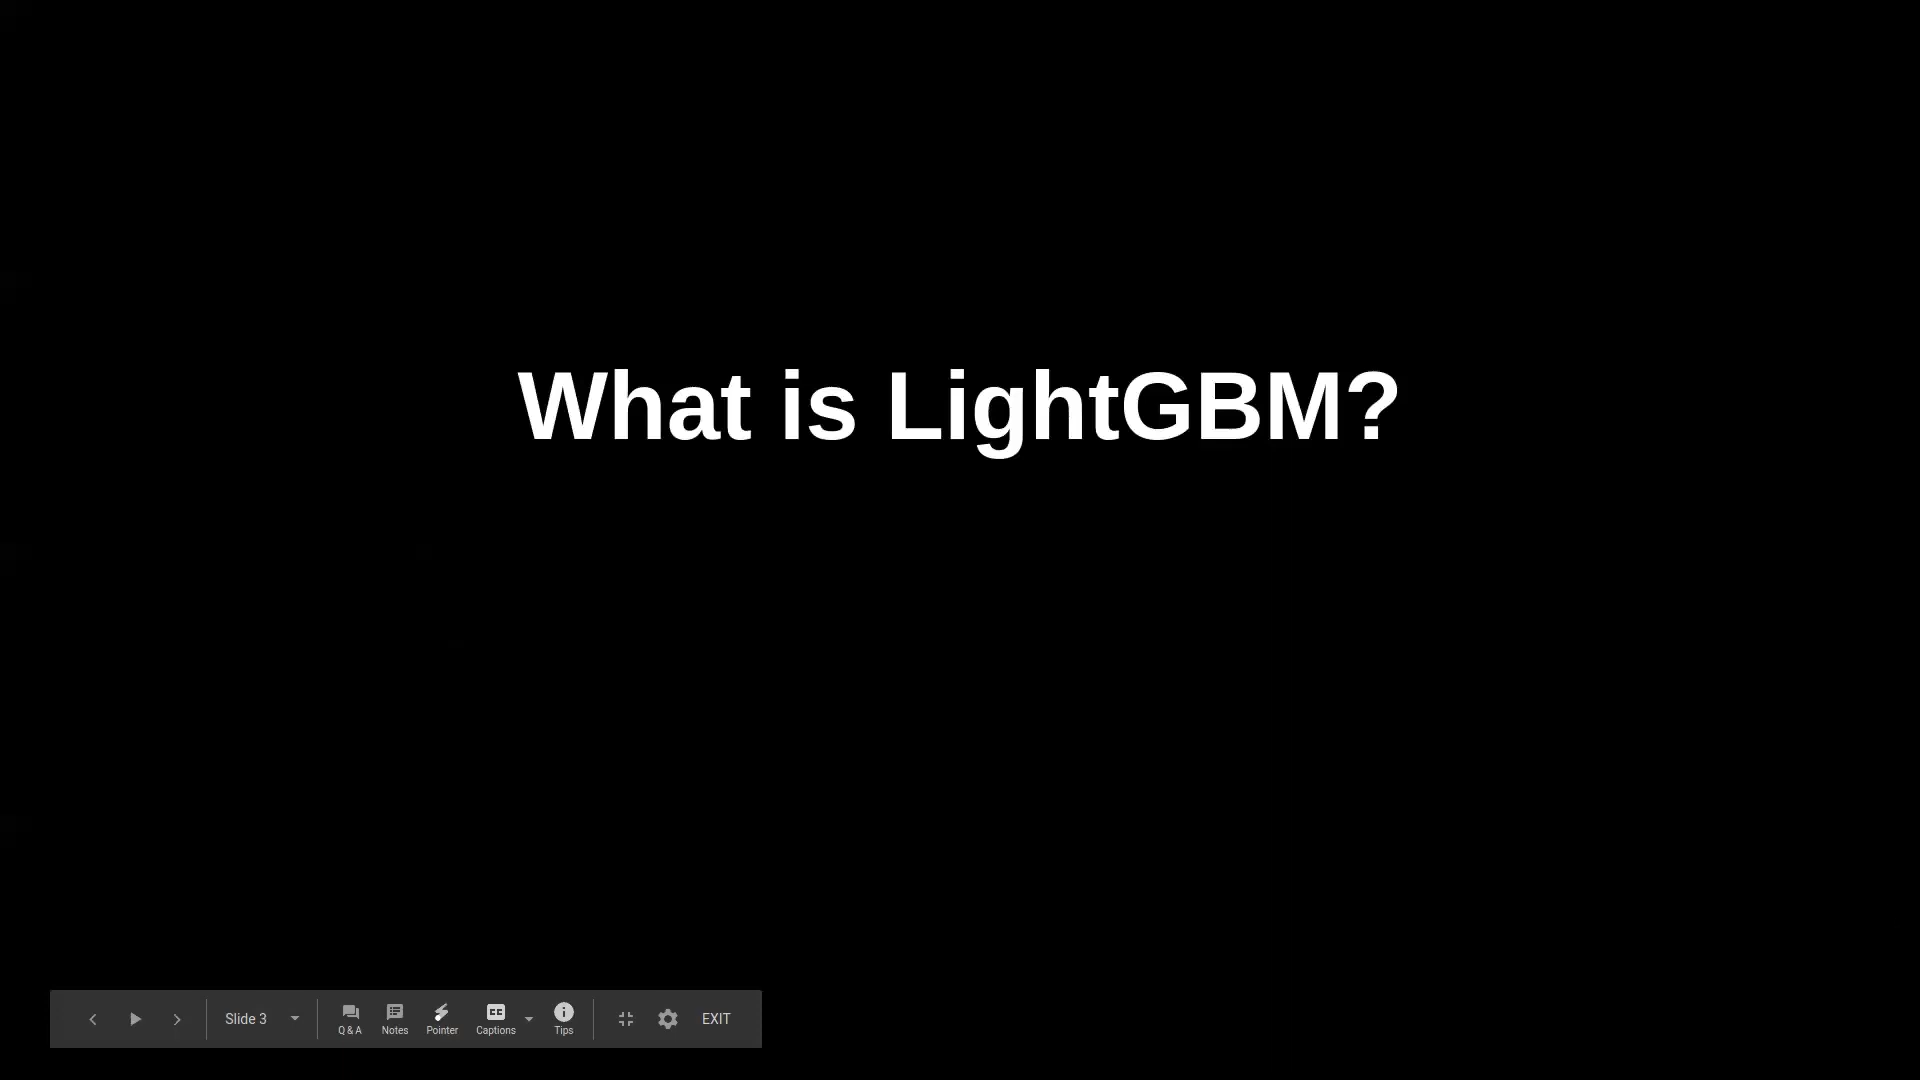 What is LightGBM?
Slide 3
Q & A
Notes
Pointer
Captions
Tips
EXIT